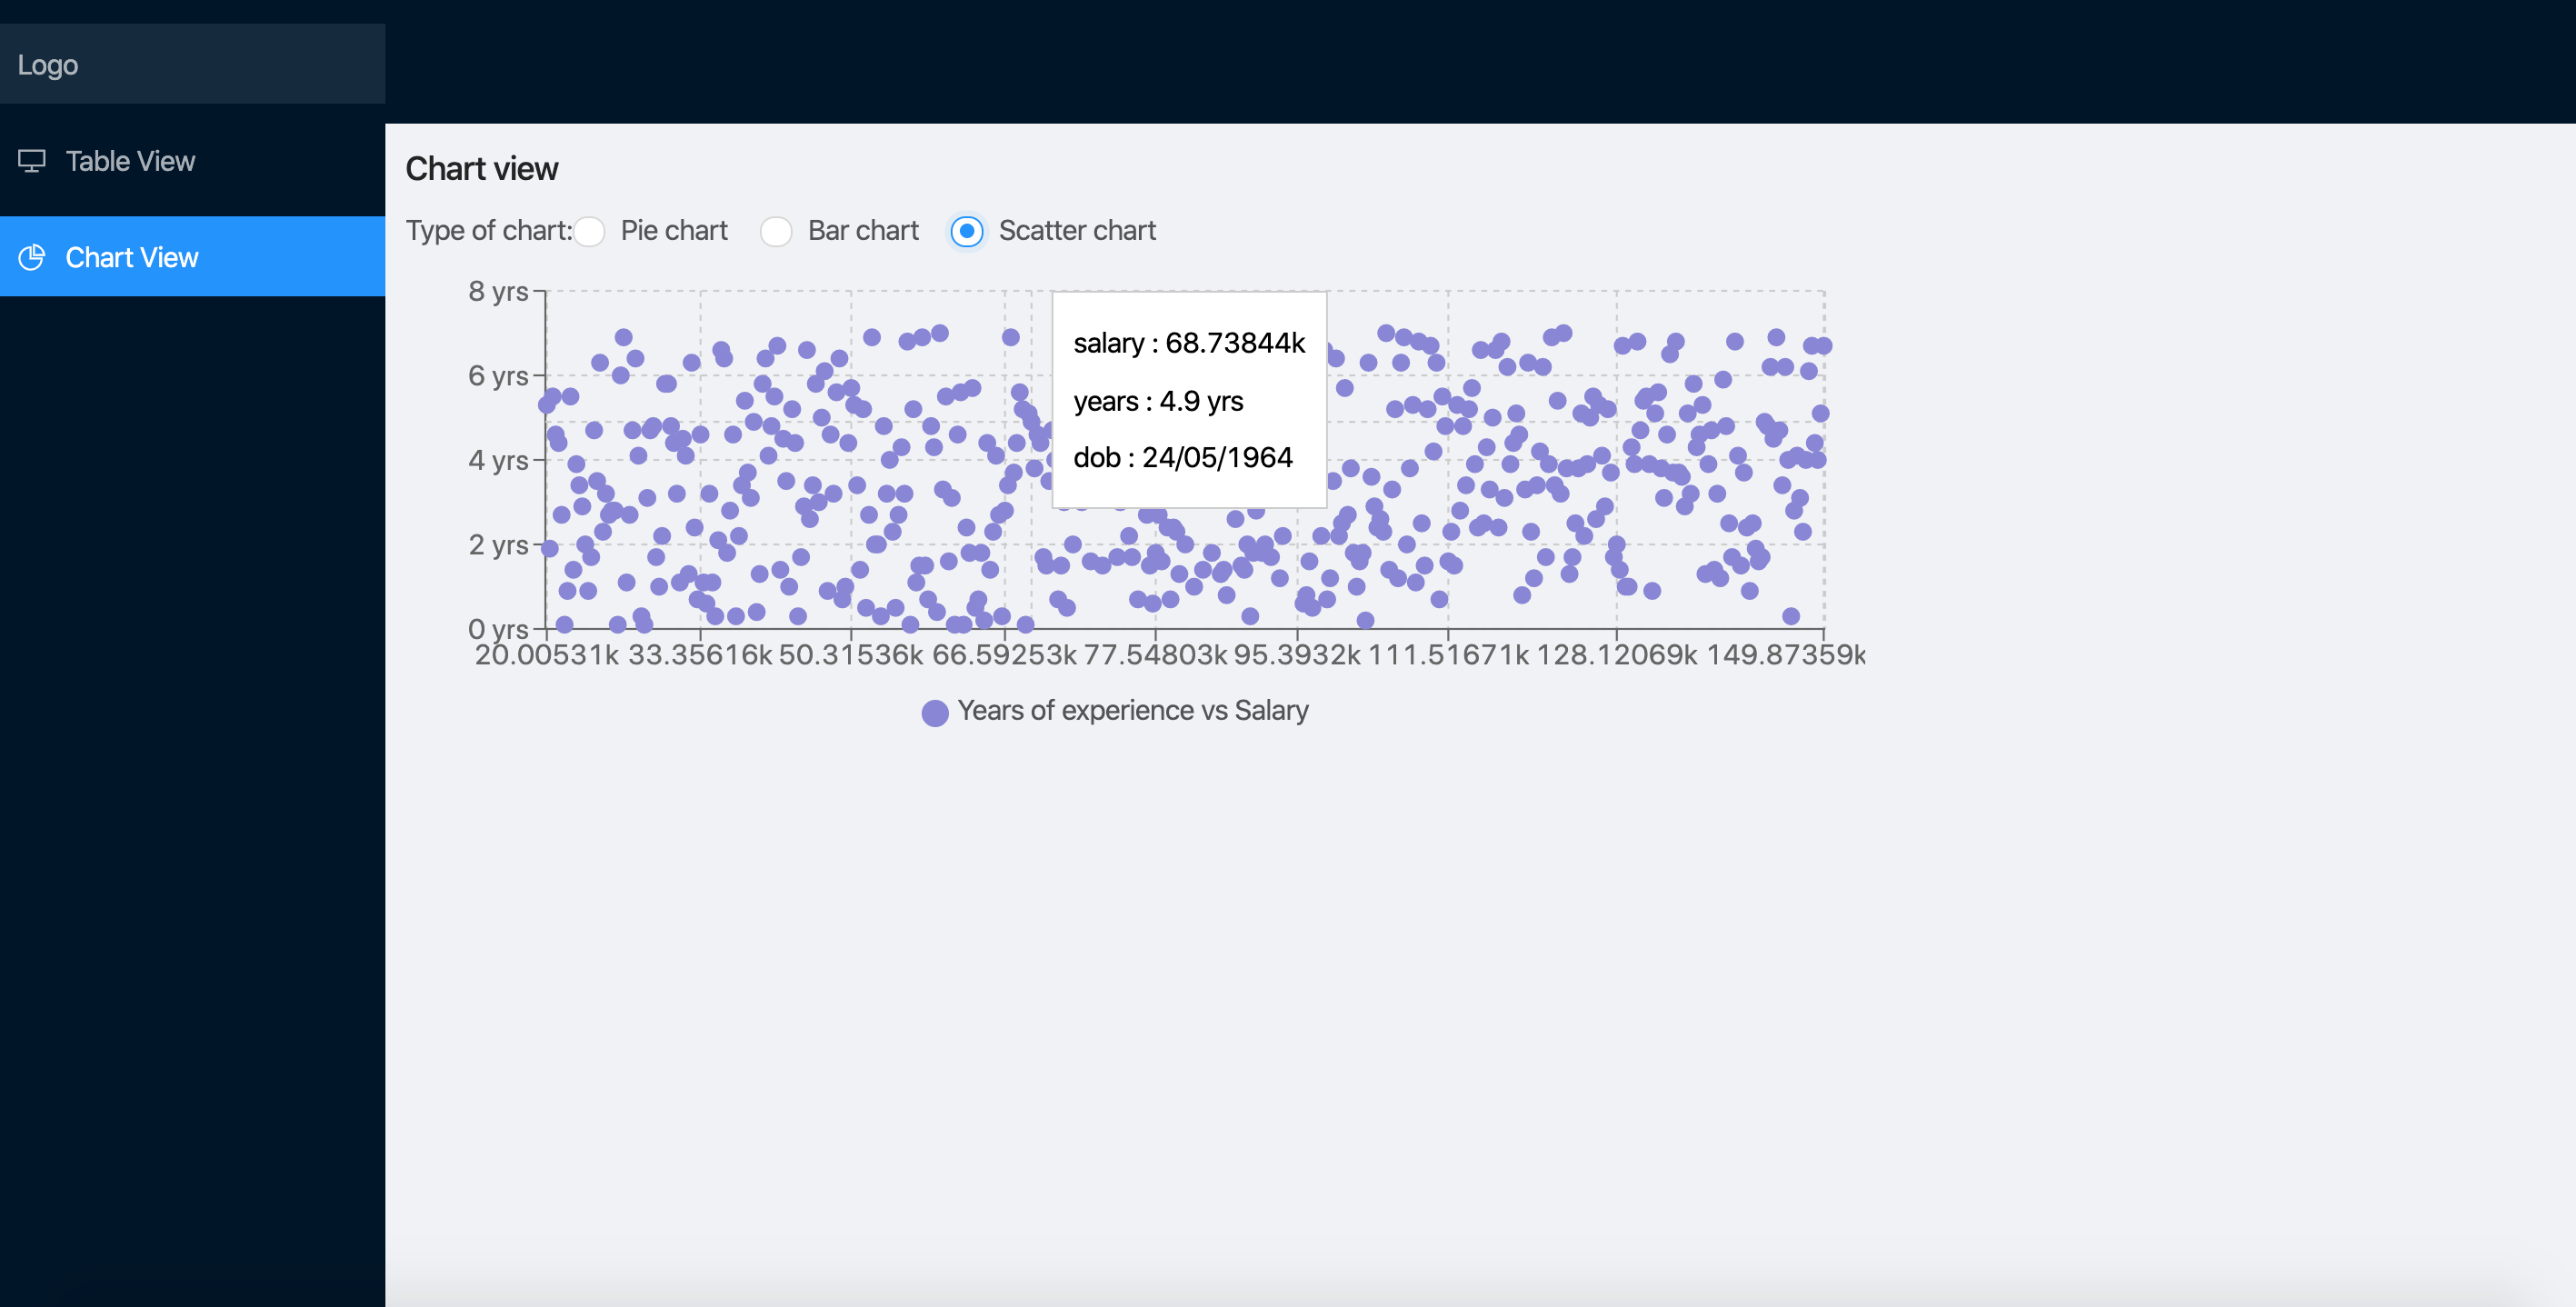 Logo
Table View
Chart View
Chart view
Type of chart: Pie chart Bar chart Scatter chart
8 yrs
6 yrs
4 yrs
2 yrs
0 yrs
salary : 68.73844k
years : 4.9 yrs
dob : 24/05/1964
20.00531k 33.35616k 50.31536k 66.59253k 77.54803k 95.3932k 111.51671k 128.12069k 149.87359k
Years of experience vs Salary